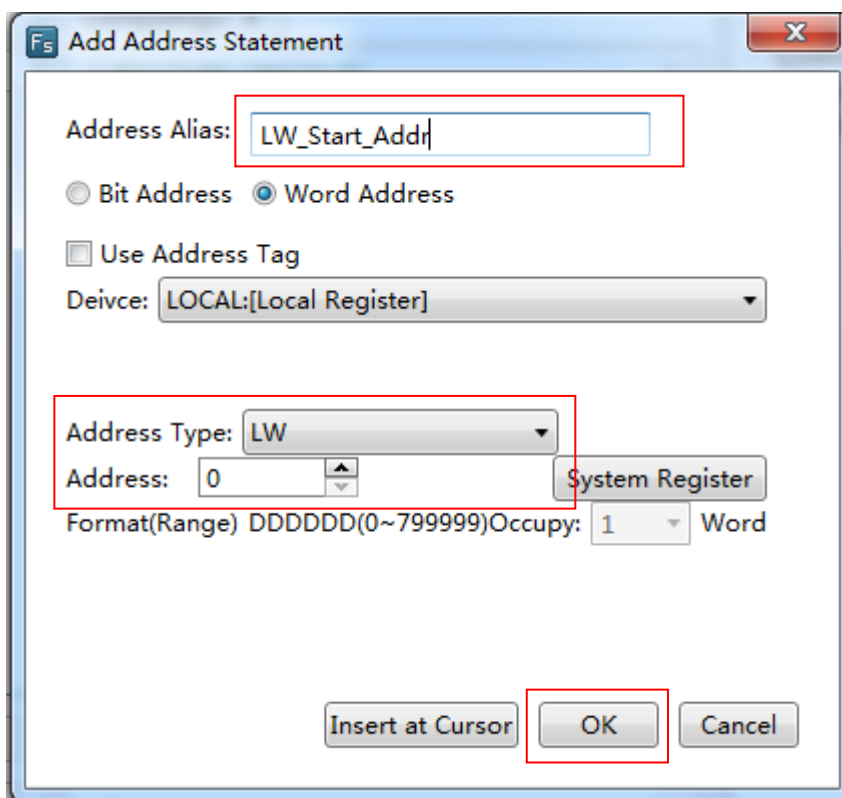 Fs Add Address Statement
Address Alias: LW_Start_Addr
Bit Address Word Address
Use Address Tag
Deivce: LOCAL:[Local Register]
Address Type: LW
Address: 0 System Register
Format(Range) DDDDDD(0~799999)Occupy: 1 Word
Insert at Cursor OK Cancel